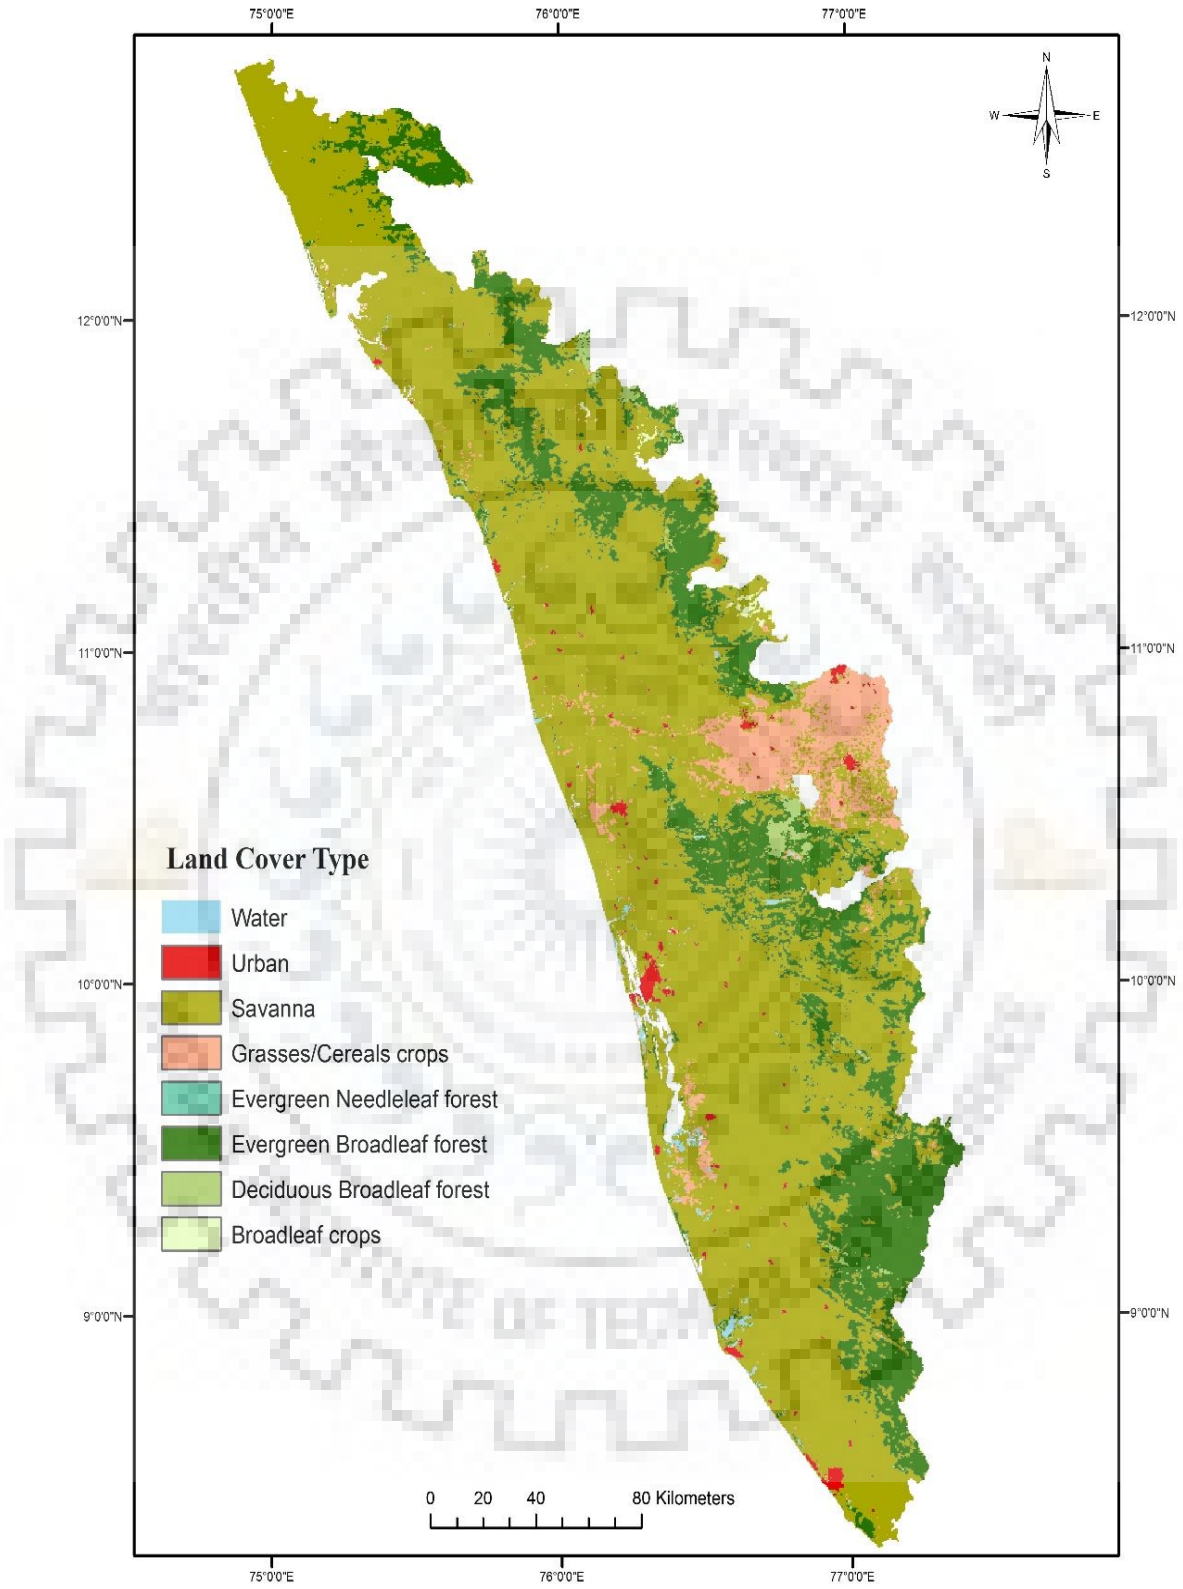 75°0'0"E 76°0'0"E 77°0'0"E
N
W E
S
12°0'0"N 12°0'0"N
11°0'0"N 11°0'0"N
Land Cover Type
Water
Urban
Savanna
10°0'0"N 10°0'0"N
Grasses/Cereals crops
Evergreen Needleleaf forest
Evergreen Broadleaf forest
Deciduous Broadleaf forest
Broadleaf crops
9°0'0"N 9°0'0"N
0 20 40 80 Kilometers
75°0'0"E 76°0'0"E 77°0'0"E